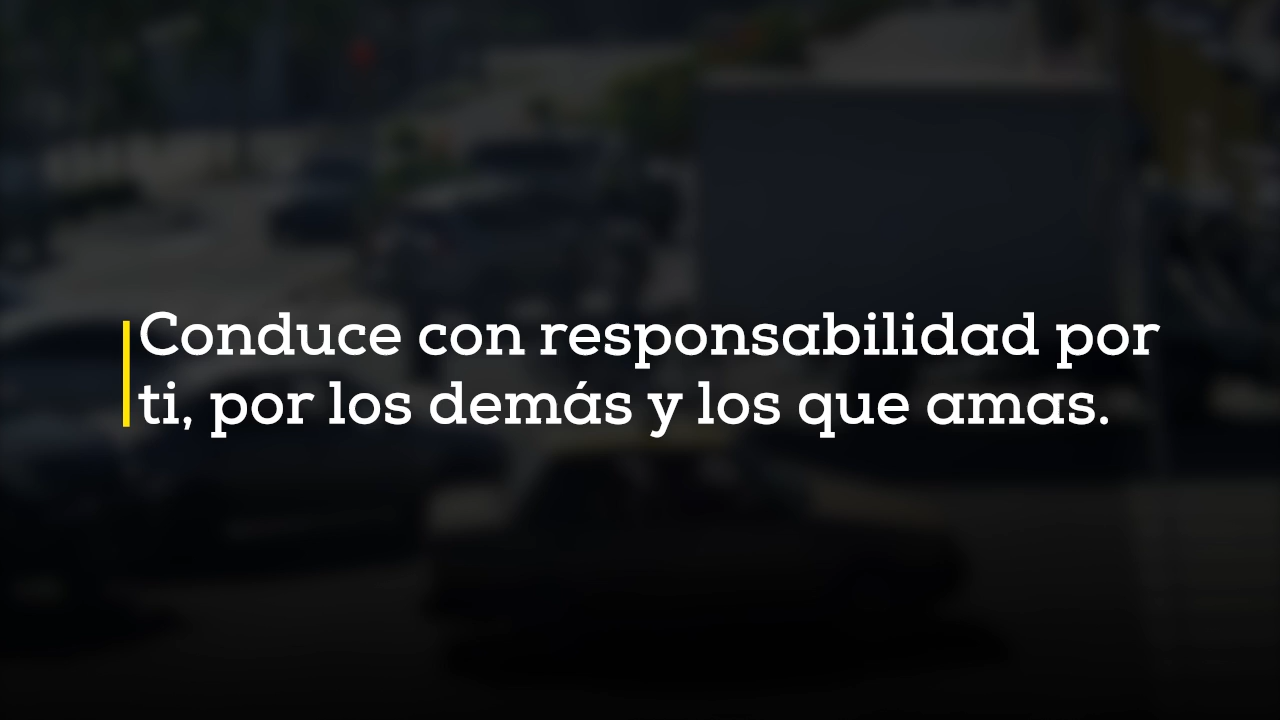 Conduce con responsabilidad por
ti, por los demás y los que amas.